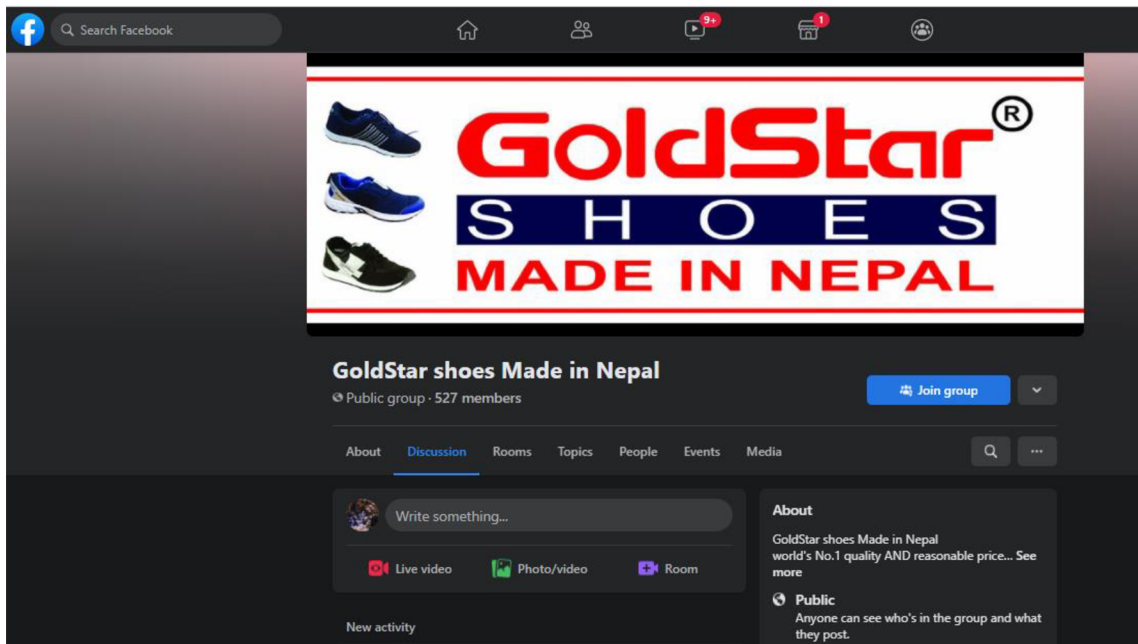 Search Facebook
9+
1
GoldStar®
SHOES
MADE IN NEPAL
GoldStar shoes Made in Nepal
Public group · 527 members
Join group
About Discussion Rooms Topics People Events Media
Write something...
Live video Photo/video Room
New activity
About
GoldStar shoes Made in Nepal
world's No.1 quality AND reasonable price... See
more
Public
Anyone can see who's in the group and what
they post.